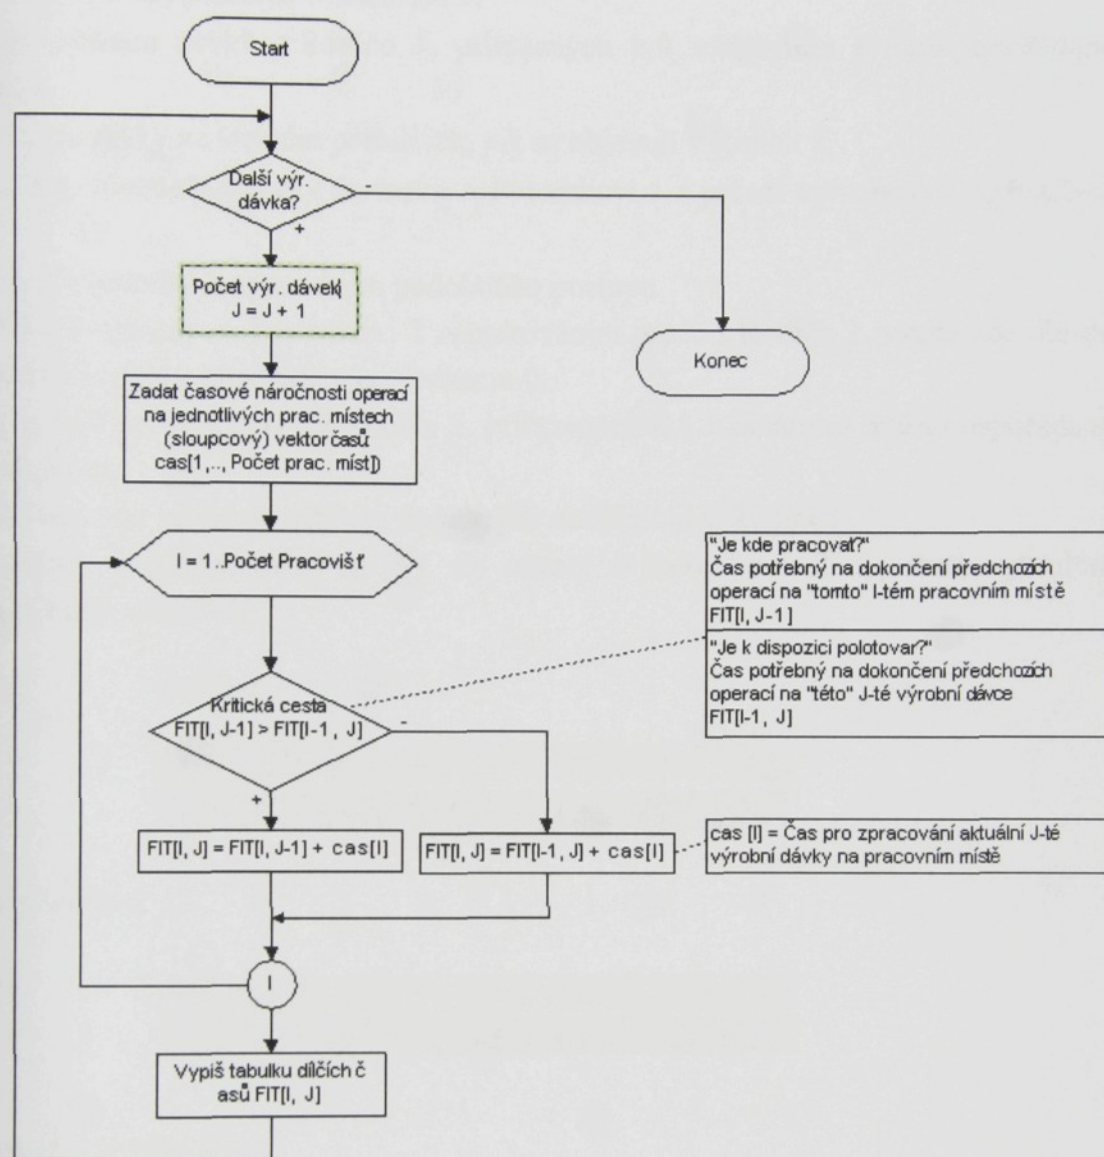 Start
Další výr.
dávka?
-
+
Počet výr. dávek
J = J + 1
Konec
Zadat časové náročnosti operací
na jednotlivých prac. místech
(sloupcový) vektor časů
cas[1,.., Počet prac. míst])
I = 1..Počet Pracovišť
"Je kde pracovat?"
Čas potřebný na dokončení předchozích
operací na "tomto" I-tém pracovním místě
FIT[I, J-1]
"Je k dispozici polotovar?"
Čas potřebný na dokončení předchozích
operací na "této" J-té výrobní dávce
FIT[I-1, J]
Kritická cesta
FIT[I, J-1] > FIT[I-1, J]
-
+
FIT[I, J] = FIT[I, J-1] + cas[I]
FIT[I, J] = FIT[I-1, J] + cas[I]
cas [I] = Čas pro zpracování aktuální J-té
výrobní dávky na pracovním místě
I
Vypiš tabulku dílčích č
asů FIT[I, J]